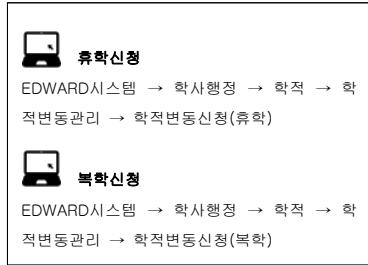 휴학신청
EDWARD시스템 → 학사행정 → 학적 → 학
적변동관리 → 학적변동신청(휴학)
복학신청
EDWARD시스템 → 학사행정 → 학적 → 학
적변동관리 → 학적변동신청(복학)